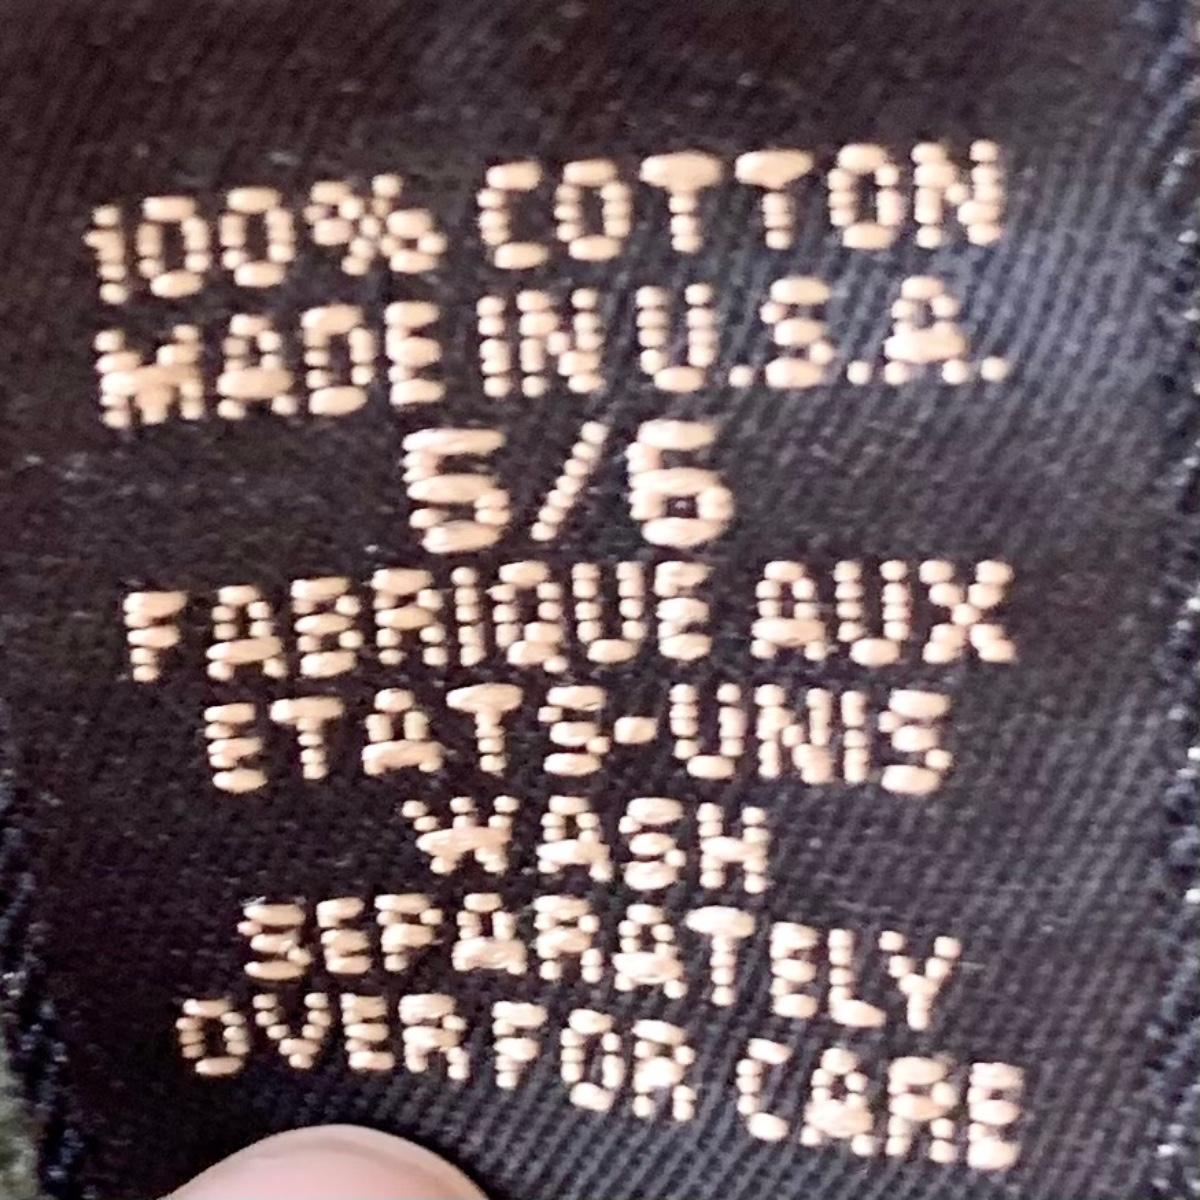 100% COTTON
MADE IN U.S.A.
5/6
FABRIQUE AUX
ETATS-UNIS
WASH
SEPARATELY
OVER FOR CARE